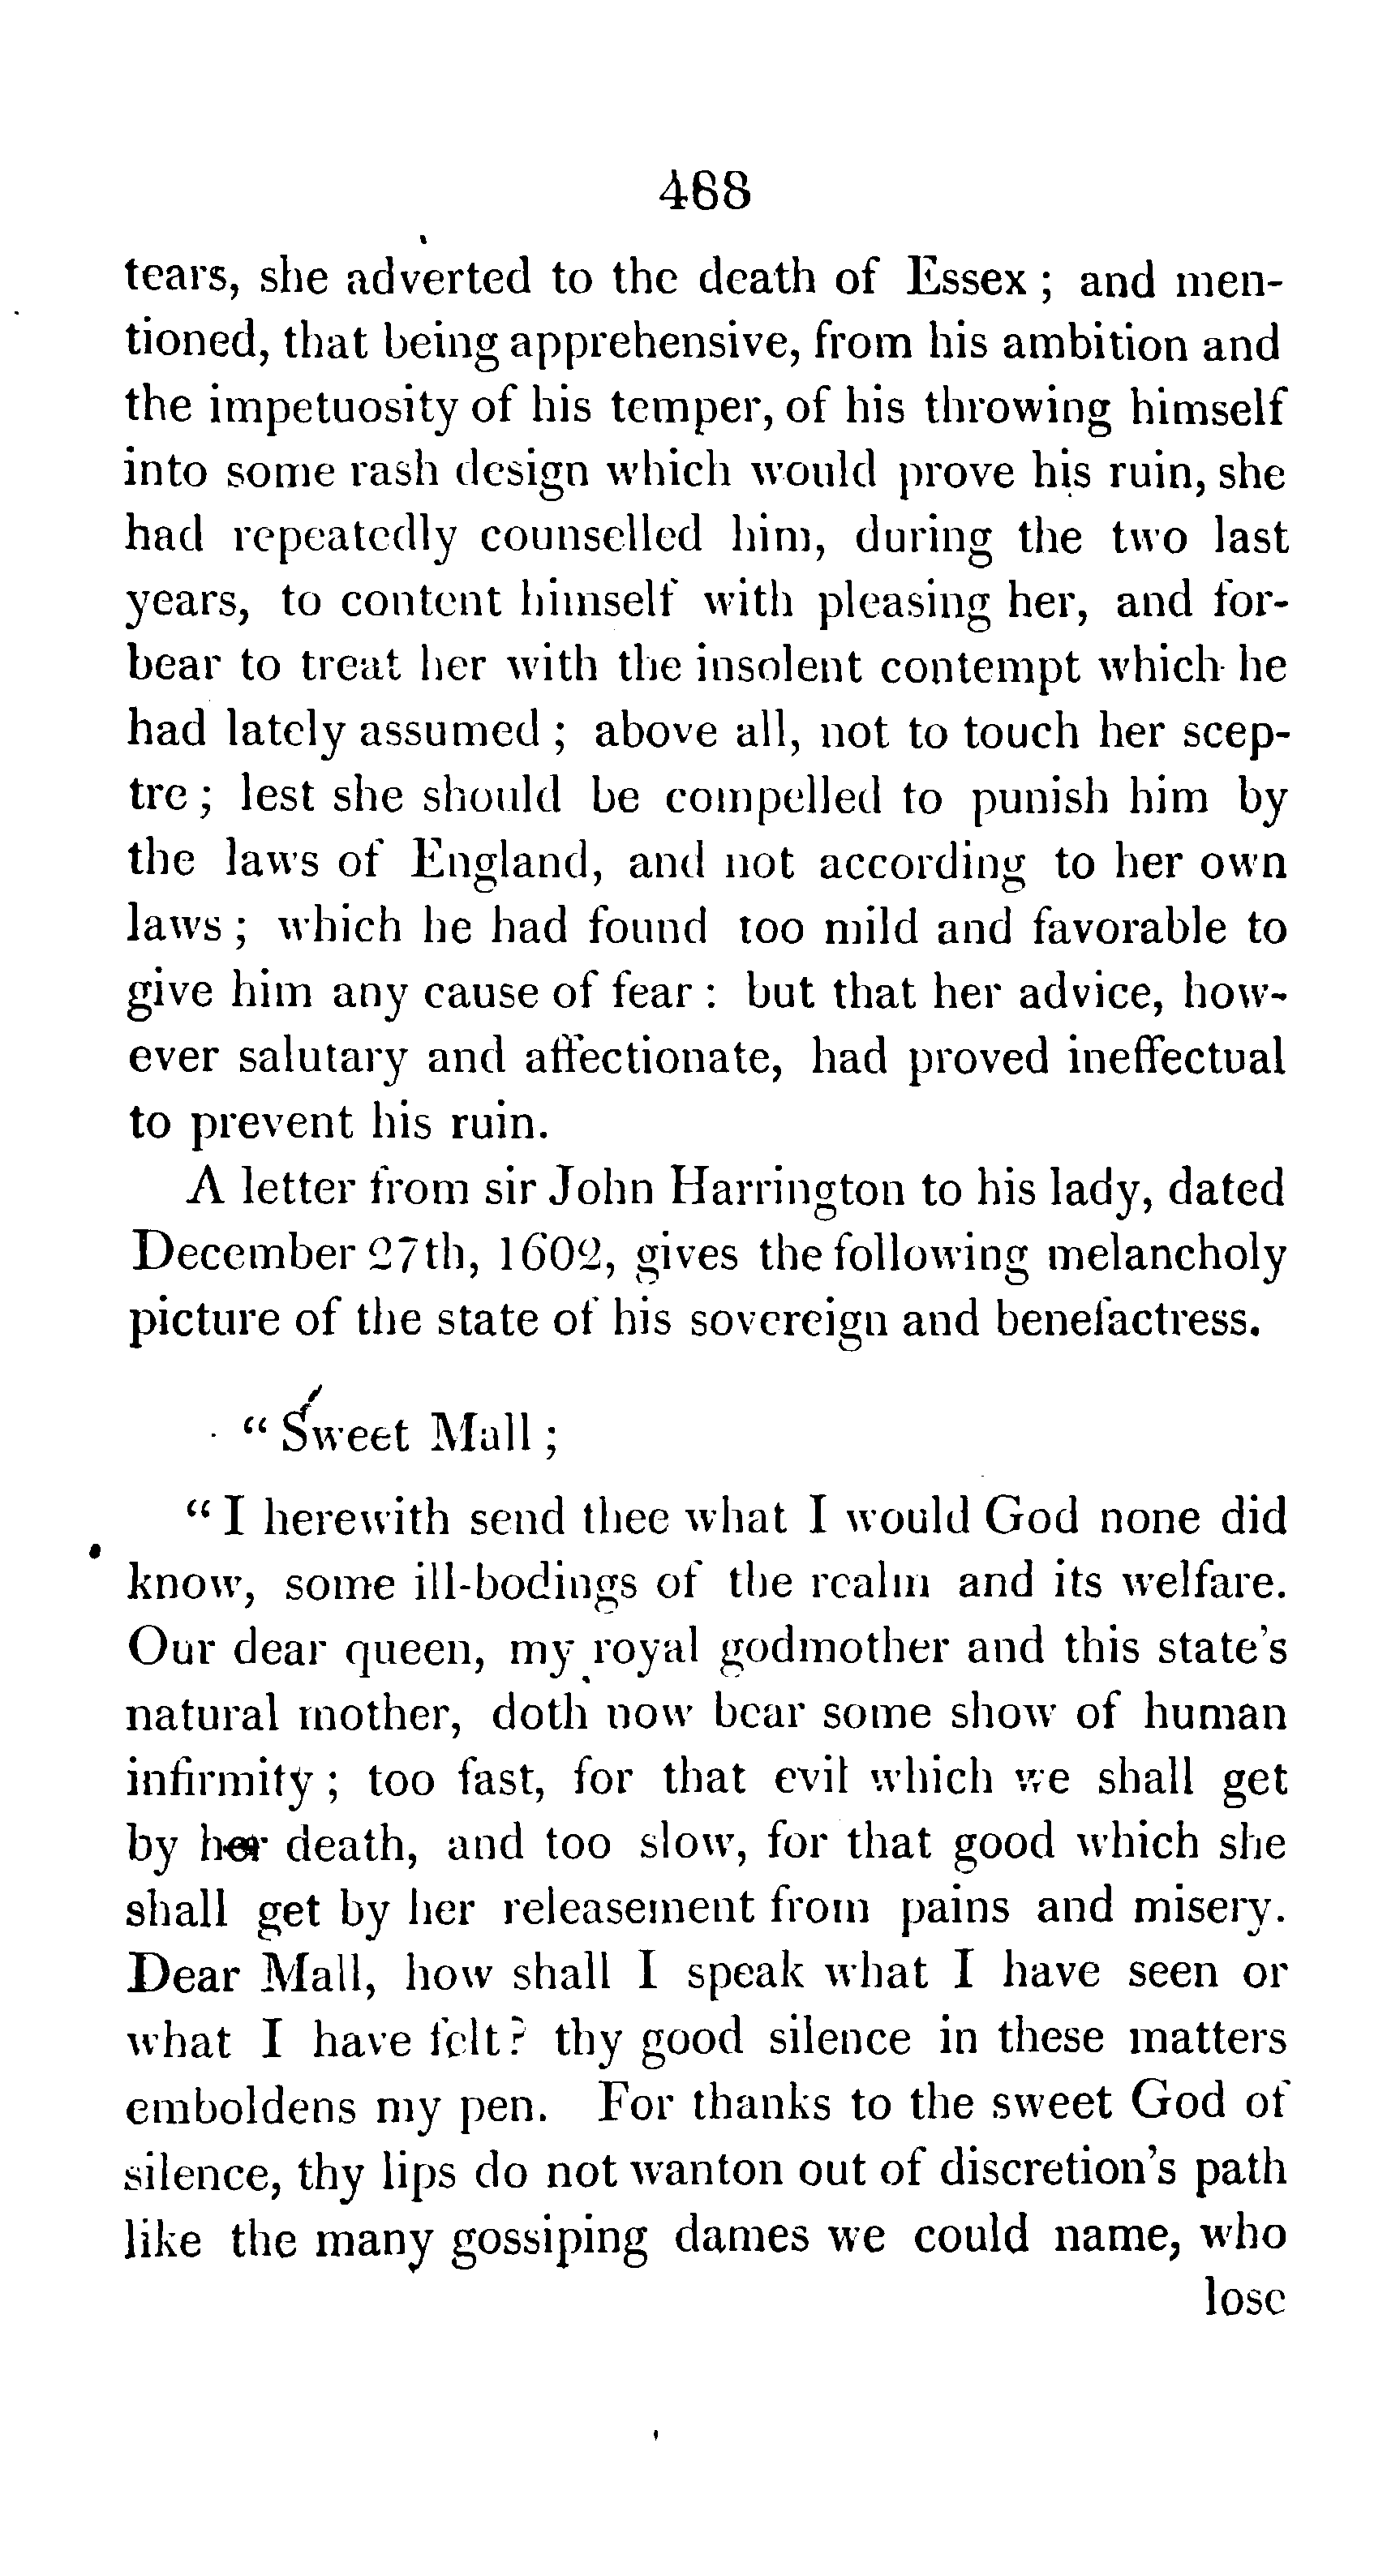 488
tears, she adverted to the death of Essex ; and men-
tioned, that being apprehensive, from his ambition and
the impetuosity of his temper, of his throwing himself
into some rash design which would prove his ruin, she
had repeatedly counselled him, during the two last
years, to content himself with pleasing her, and for-
bear to treat her with the insolent contempt which he
had lately assumed ; above all, not to touch her scep-
tre ; lest she should be compelled to punish him by
the laws of England, and not according to her own
laws ; which he had found too mild and favorable to
give him any cause of fear : but that her advice, how-
ever salutary and affectionate, had proved ineffectual
to prevent his ruin.
A letter from sir John Harrington to his lady, dated
December 27th, 1602, gives the following melancholy
picture of the state of his sovereign and benefactress.
" Sweet Mall ;
" I herewith send thee what I would God none did
know, some ill-bodings of the realm and its welfare.
Our dear queen, my royal godmother and this state's
natural mother, doth now bear some show of human
infirmity ; too fast, for that evil which we shall get
by her death, and too slow, for that good which she
shall get by her releasement from pains and misery.
Dear Mall, how shall I speak what I have seen or
what I have felt ? thy good silence in these matters
emboldens my pen. For thanks to the sweet God of
silence, thy lips do not wanton out of discretion's path
like the many gossiping dames we could name, who
lose